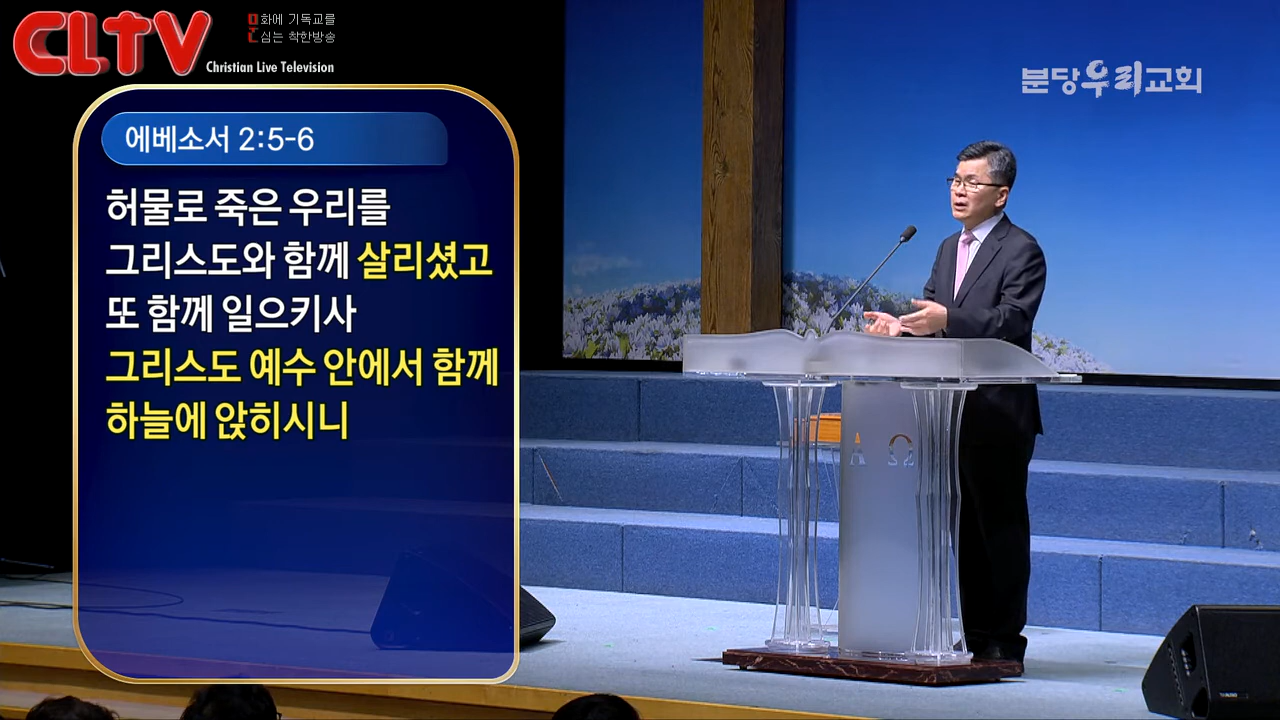 CLTV
문화에 기독교를
심는 착한방송
Christian Live Television
분당우리교회
에베소서 2:5-6
허물로 죽은 우리를
그리스도와 함께 살리셨고
또 함께 일으키사
그리스도 예수 안에서 함께
하늘에 앉히시니
Α Ω